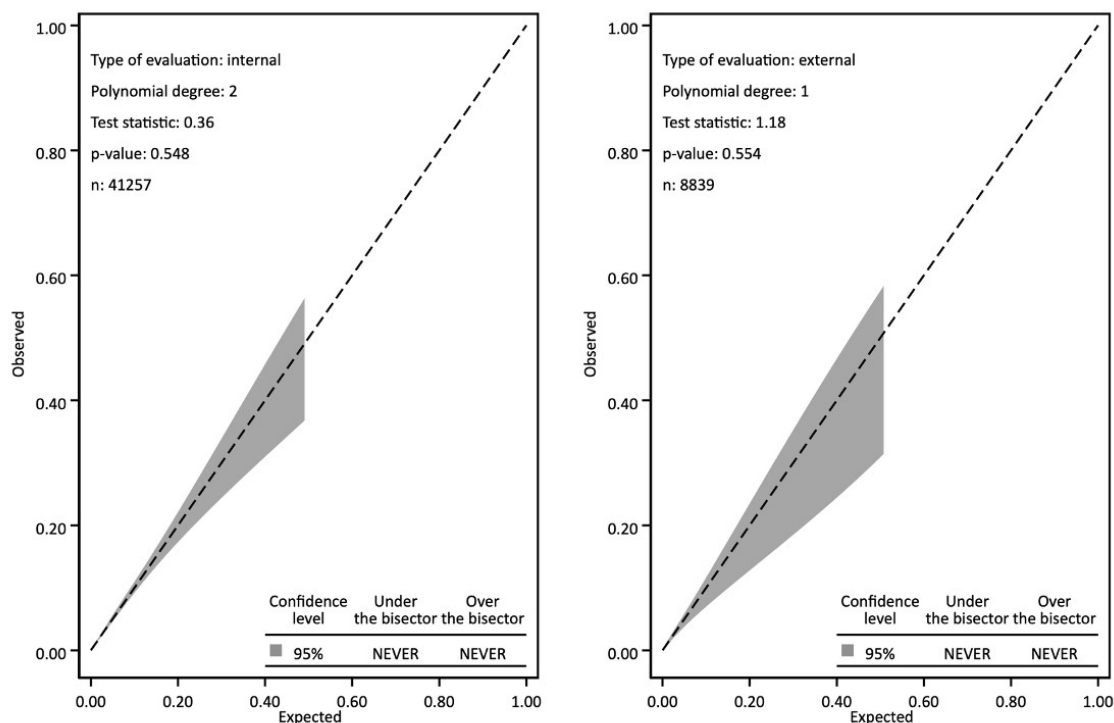 1.00
Type of evaluation: internal
Polynomial degree: 2
Test statistic: 0.36
p-value: 0.548
n: 41257
0.80
0.60
Observed
0.40
0.20
0.00
Confidence level
Under the bisector
Over the bisector
95%
NEVER
NEVER
0.00
0.20
0.40
0.60
0.80
1.00
Expected
1.00
Type of evaluation: external
Polynomial degree: 1
Test statistic: 1.18
p-value: 0.554
n: 8839
0.80
0.60
Observed
0.40
0.20
0.00
Confidence level
Under the bisector
Over the bisector
95%
NEVER
NEVER
0.00
0.20
0.40
0.60
0.80
1.00
Expected